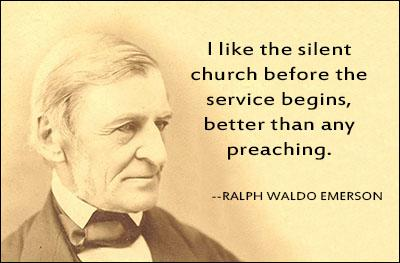 I like the silent
church before the
service begins,
better than any
preaching.
--RALPH WALDO EMERSON